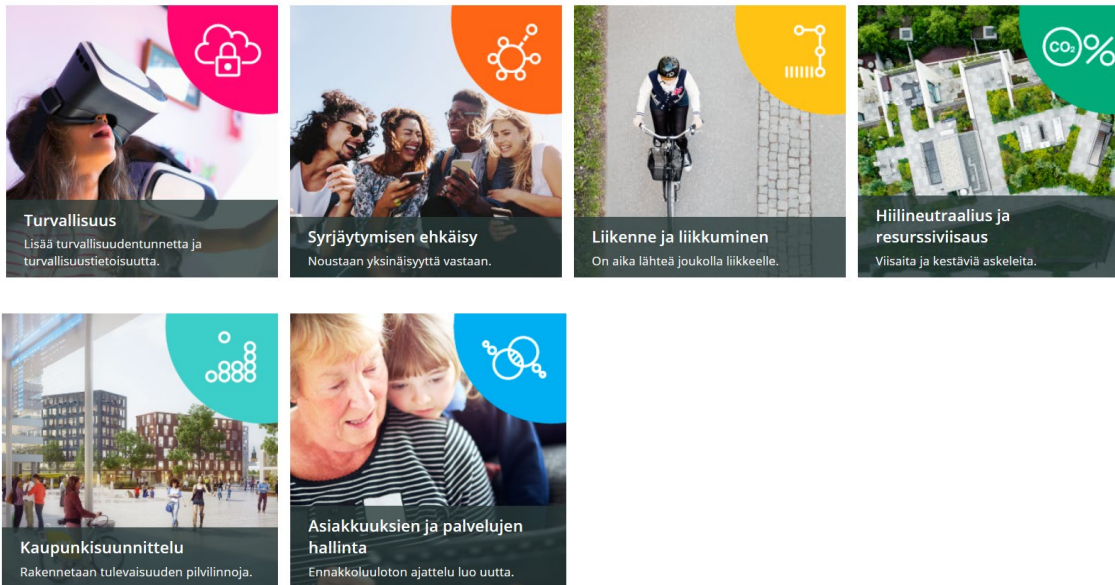 CO₂%
Turvallisuus
Lisää turvallisuudentunnetta ja
turvallisuustietoisuutta.
Syrjäytymisen ehkäisy
Noustaan yksinäisyyttä vastaan.
Liikenne ja liikkuminen
On aika lähteä joukolla liikkeelle.
Hiilineutraalius ja
resurssiviisaus
Viisaita ja kestäviä askeleita.
Kaupunkisuunnittelu
Rakennetaan tulevaisuuden pilvilinnoja.
Asiakkuuksien ja palvelujen
hallinta
Ennakkoluuloton ajattelu luo uutta.